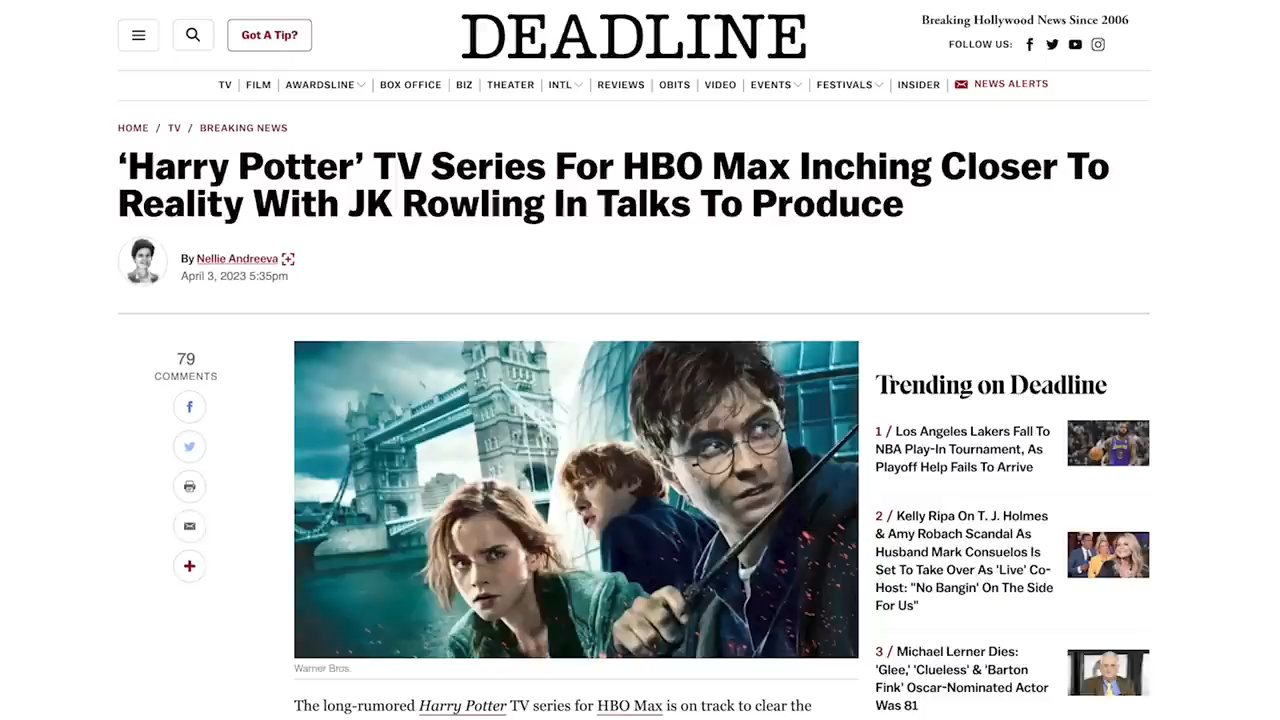 Got A Tip?
DEADLINE
Breaking Hollywood News Since 2006
FOLLOW US:
TV | FILM | AWARDSLINE | BOX OFFICE | BIZ | THEATER | INTL | REVIEWS | OBITS | VIDEO | EVENTS | FESTIVALS | INSIDER | NEWS ALERTS
HOME / TV / BREAKING NEWS
‘Harry Potter’ TV Series For HBO Max Inching Closer To
Reality With JK Rowling In Talks To Produce
By Nellie Andreeva
April 3, 2023 5:35pm
79
COMMENTS
Warner Bros.
The long-rumored Harry Potter TV series for HBO Max is on track to clear the
Trending on Deadline
1 / Los Angeles Lakers Fall To
NBA Play-In Tournament, As
Playoff Help Fails To Arrive
2 / Kelly Ripa On T. J. Holmes
& Amy Robach Scandal As
Husband Mark Consuelos Is
Set To Take Over As 'Live' Co-
Host: "No Bangin' On The Side
For Us"
3 / Michael Lerner Dies:
'Glee,' 'Clueless' & 'Barton
Fink' Oscar-Nominated Actor
Was 81